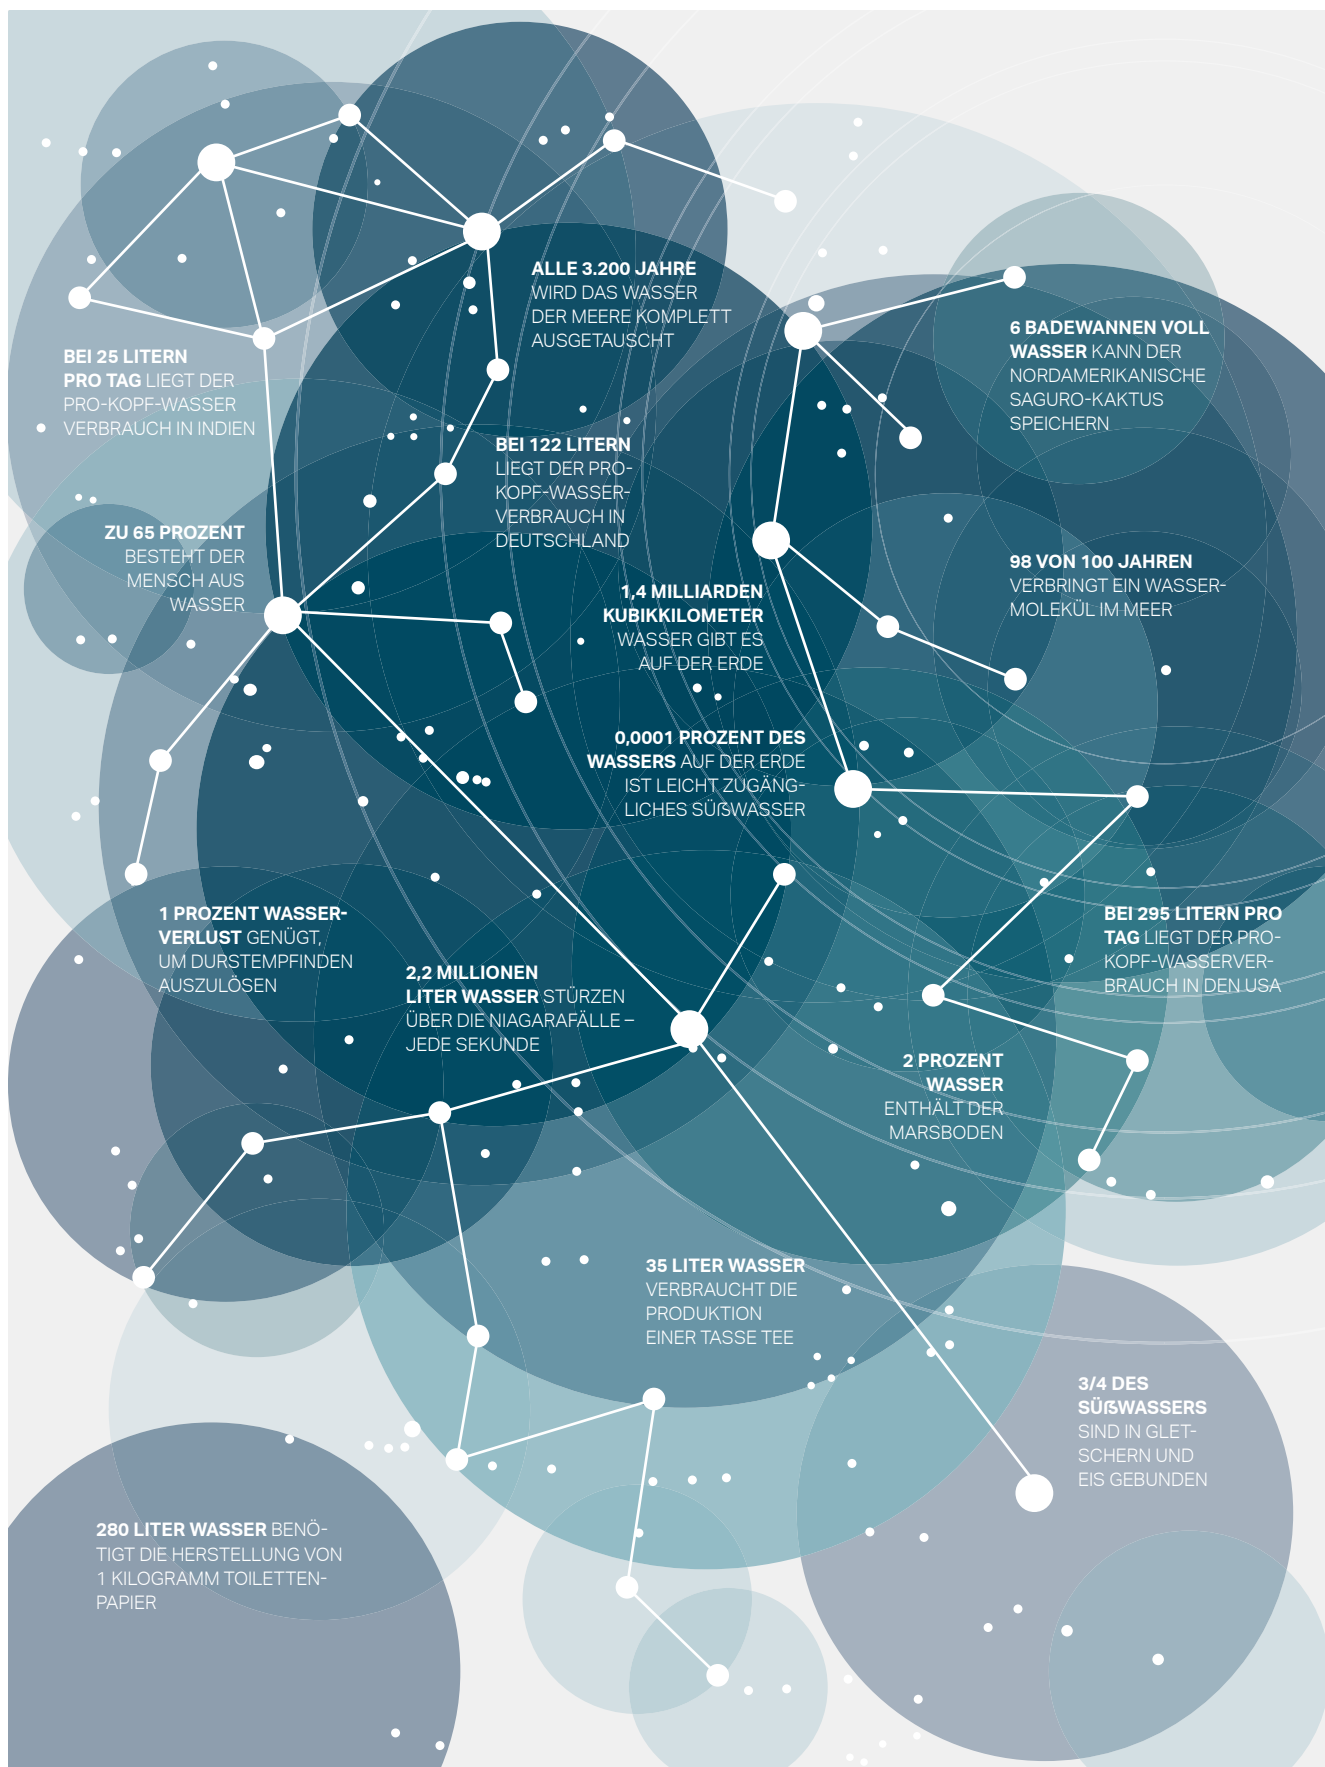 ALLE 3.200 JAHRE
WIRD DAS WASSER
DER MEERE KOMPLETT
AUSGETAUSCHT
6 BADEWANNEN VOLL
WASSER KANN DER
NORDAMERIKANISCHE
SAGURO-KAKTUS
SPEICHERN
BEI 25 LITERN
PRO TAG LIEGT DER
PRO-KOPF-WASSER
VERBRAUCH IN INDIEN
BEI 122 LITERN
LIEGT DER PRO-
KOPF-WASSER-
VERBRAUCH IN
DEUTSCHLAND
ZU 65 PROZENT
BESTEHT DER
MENSCH AUS
WASSER
98 VON 100 JAHREN
VERBRINGT EIN WASSER-
MOLEKÜL IM MEER
1,4 MILLIARDEN
KUBIKKILOMETER
WASSER GIBT ES
AUF DER ERDE
0,0001 PROZENT DES
WASSERS AUF DER ERDE
IST LEICHT ZUGÄNG-
LICHES SÜßWASSER
1 PROZENT WASSER-
VERLUST GENÜGT,
UM DURSTEMPFINDEN
AUSZULÖSEN
BEI 295 LITERN PRO
TAG LIEGT DER PRO-
KOPF-WASSERVER-
BRAUCH IN DEN USA
2,2 MILLIONEN
LITER WASSER STÜRZEN
ÜBER DIE NIAGARAFÄLLE –
JEDE SEKUNDE
2 PROZENT
WASSER
ENTHÄLT DER
MARSBODEN
35 LITER WASSER
VERBRAUCHT DIE
PRODUKTION
EINER TASSE TEE
3/4 DES
SÜßWASSERS
SIND IN GLET-
SCHERN UND
EIS GEBUNDEN
280 LITER WASSER BENÖ-
TIGT DIE HERSTELLUNG VON
1 KILOGRAMM TOILETTEN-
PAPIER